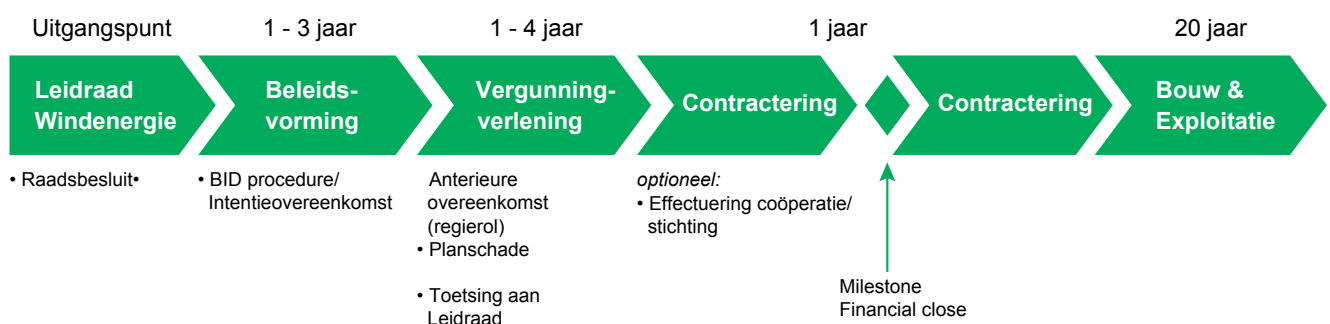 Uitgangspunt
1 - 3 jaar
1 - 4 jaar
1 jaar
20 jaar
Leidraad
Windenergie
Beleids-
vorming
Vergunning-
verlening
Contractering
Contractering
Bouw &
Exploitatie
• Raadsbesluit•
• BID procedure/
Intentieovereenkomst
Anterieure
overeenkomst
(regierol)
• Planschade
• Toetsing aan
Leidraad
optioneel:
• Effectuering coöperatie/
stichting
Milestone
Financial close